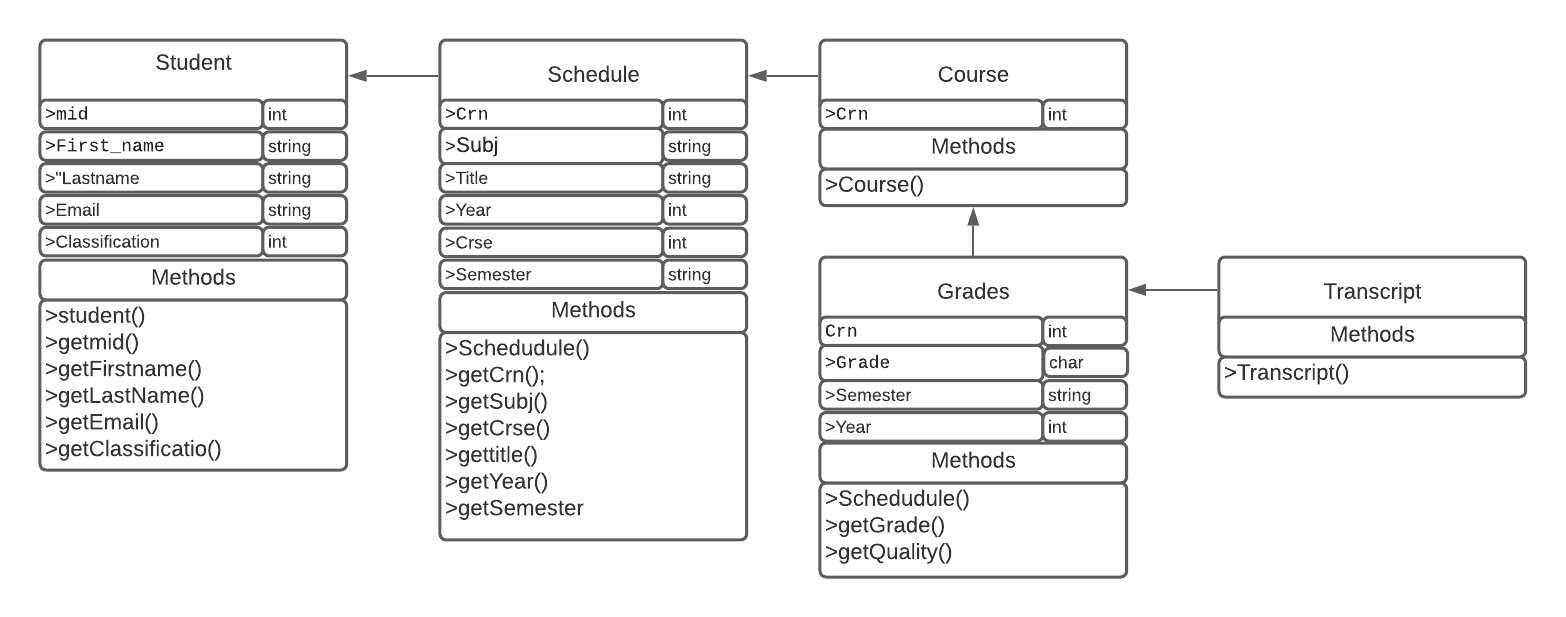 Student
>mid int
>First_name string
>"Lastname string
>Email string
>Classification int
Methods
>student()
>getmid()
>getFirstname()
>getLastName()
>getEmail()
>getClassificatio()
Schedule
>Crn int
>Subj string
>Title string
>Year int
>Crse int
>Semester string
Methods
>Schedudule()
>getCrn();
>getSubj()
>getCrse()
>gettitle()
>getYear()
>getSemester
Course
>Crn int
Methods
>Course()
Grades
Crn int
>Grade char
>Semester string
>Year int
Methods
>Schedudule()
>getGrade()
>getQuality()
Transcript
Methods
>Transcript()